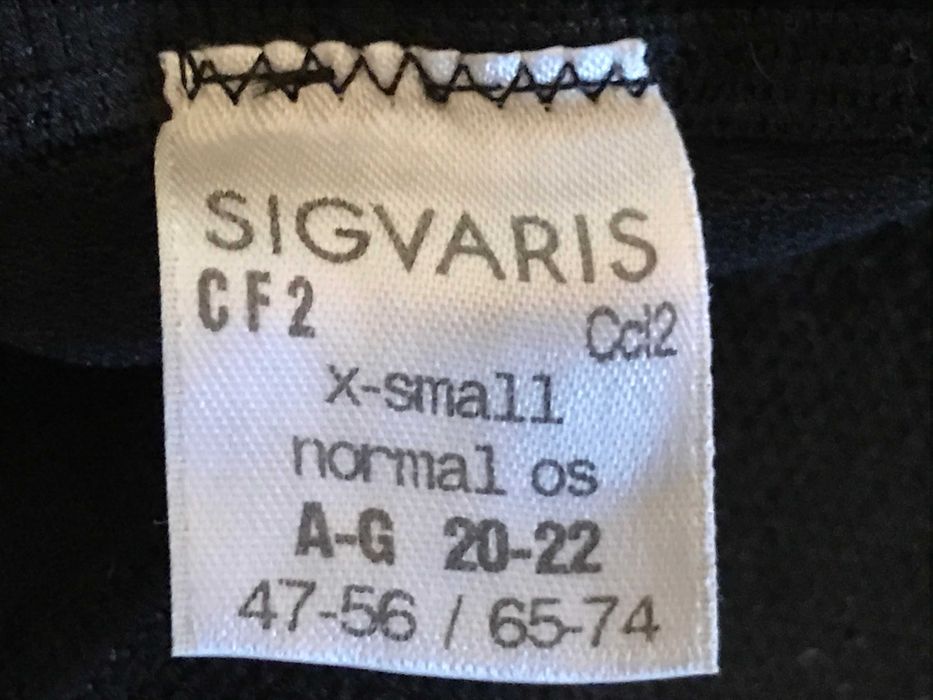 SIGVARIS
CF2 Ccl2
x-small
normal os
A-G 20-22
47-56 / 65-74